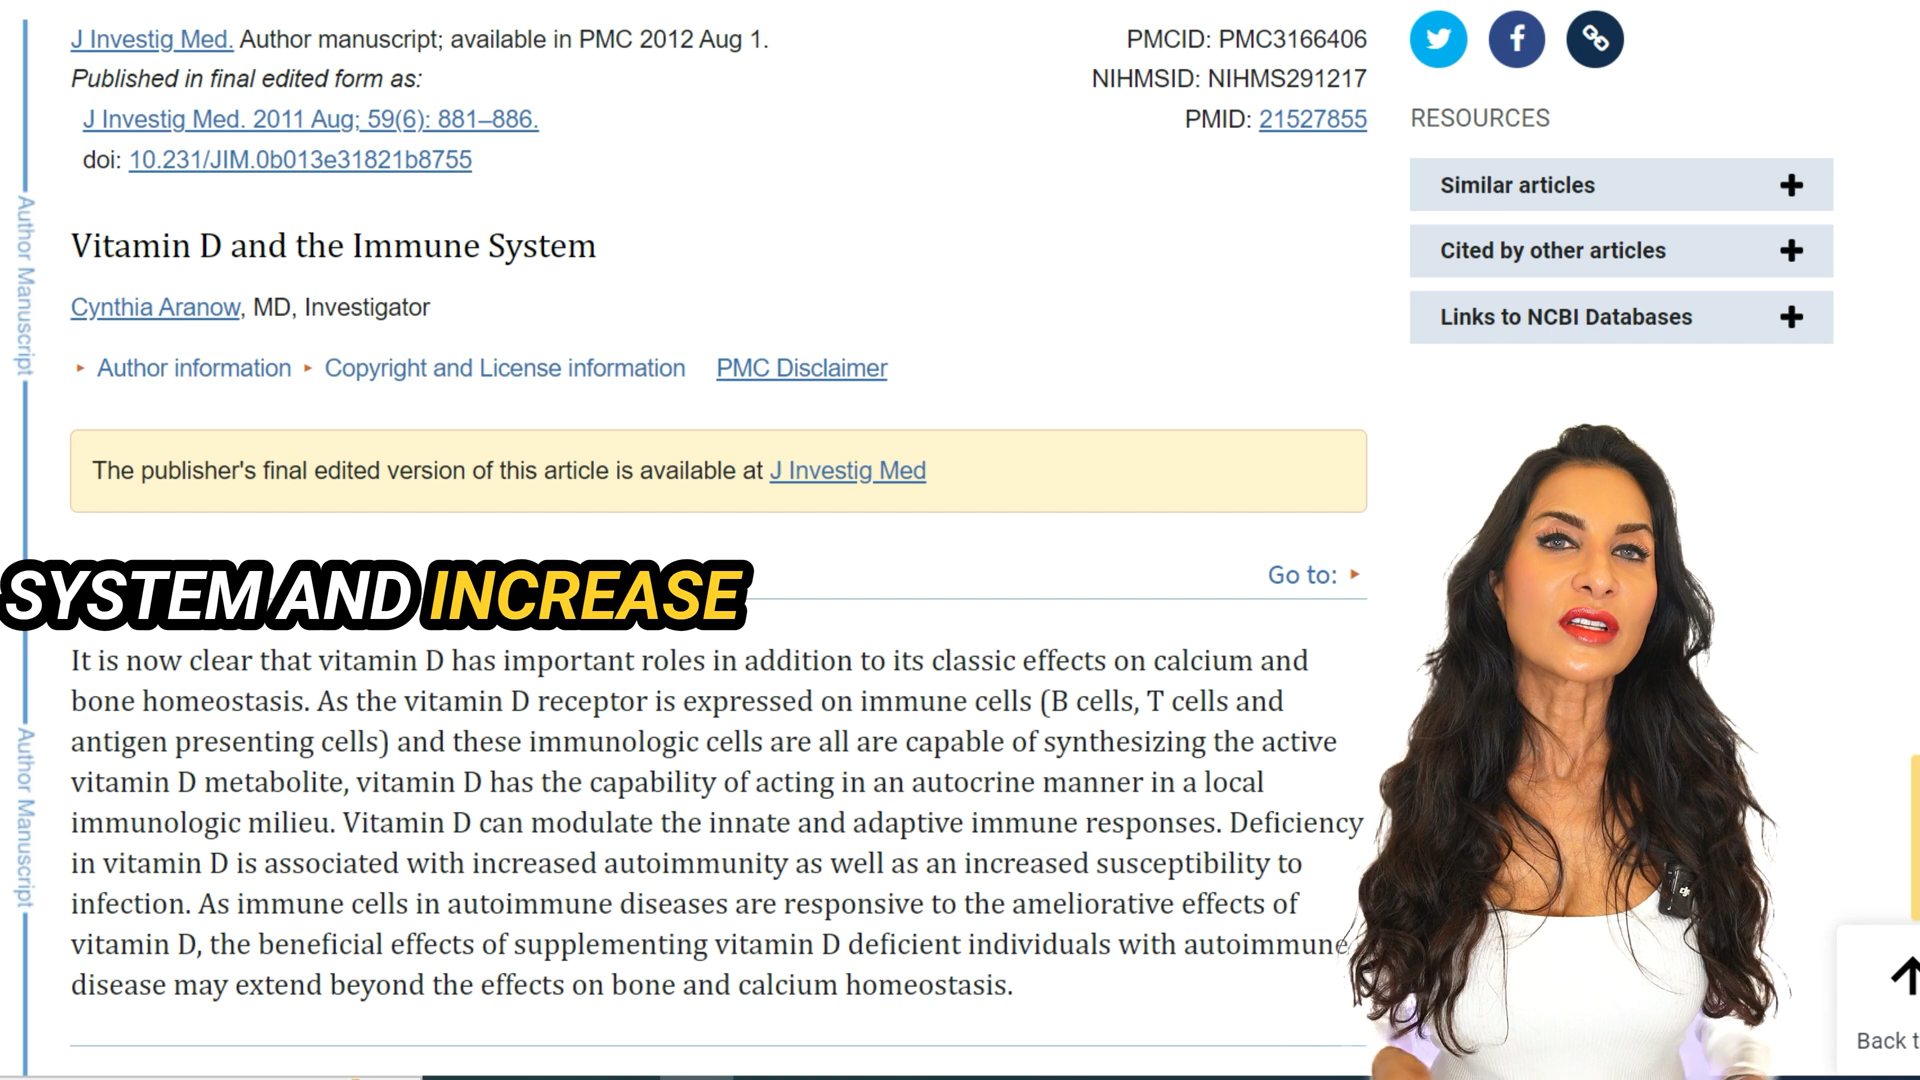 J Investig Med. Author manuscript; available in PMC 2012 Aug 1.
Published in final edited form as:
J Investig Med. 2011 Aug; 59(6): 881–886.
doi: 10.231/JIM.0b013e31821b8755
PMCID: PMC3166406
NIHMSID: NIHMS291217
PMID: 21527855
Vitamin D and the Immune System
Cynthia Aranow, MD, Investigator
Author information Copyright and License information PMC Disclaimer
The publisher's final edited version of this article is available at J Investig Med
SYSTEM AND INCREASE
Go to:
It is now clear that vitamin D has important roles in addition to its classic effects on calcium and
bone homeostasis. As the vitamin D receptor is expressed on immune cells (B cells, T cells and
antigen presenting cells) and these immunologic cells are all are capable of synthesizing the active
vitamin D metabolite, vitamin D has the capability of acting in an autocrine manner in a local
immunologic milieu. Vitamin D can modulate the innate and adaptive immune responses. Deficiency
in vitamin D is associated with increased autoimmunity as well as an increased susceptibility to
infection. As immune cells in autoimmune diseases are responsive to the ameliorative effects of
vitamin D, the beneficial effects of supplementing vitamin D deficient individuals with autoimmune
disease may extend beyond the effects on bone and calcium homeostasis.
Author Manuscript
Author Manuscript
RESOURCES
Similar articles
Cited by other articles
Links to NCBI Databases
Back t